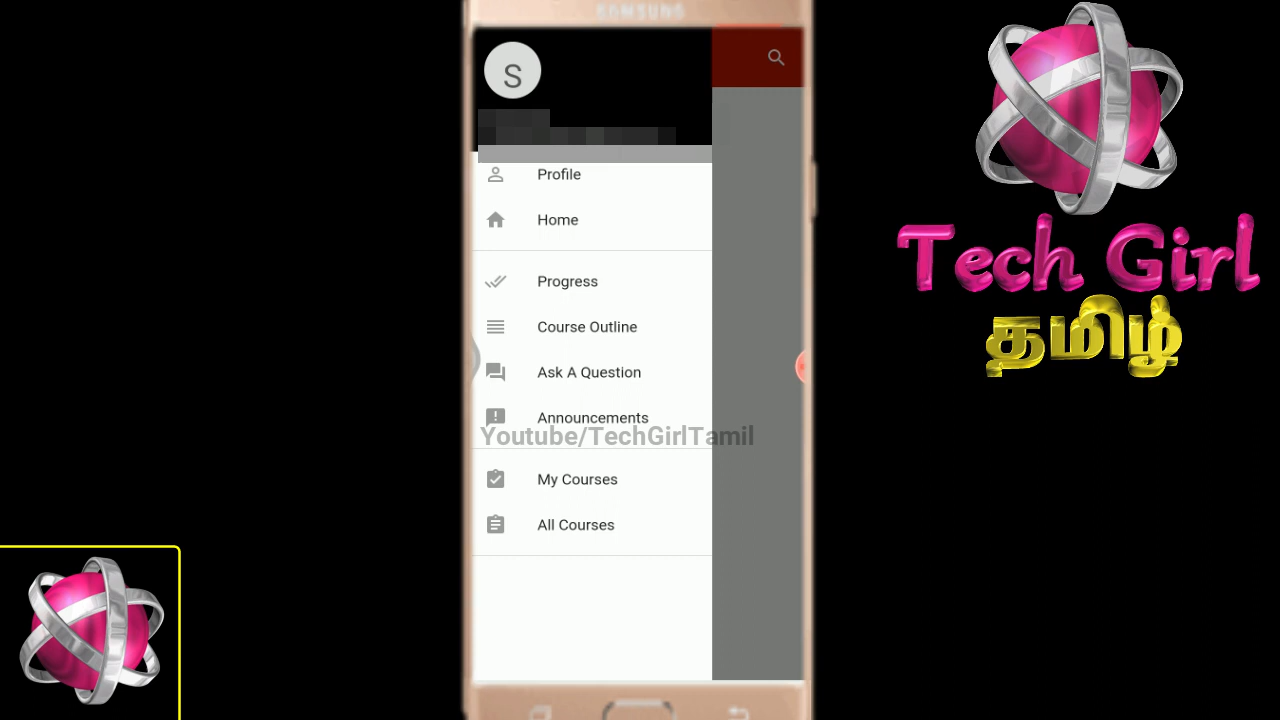 SAMSUNG
S
Profile
Home
Progress
Course Outline
Ask A Question
Announcements
Youtube/TechGirlTamil
My Courses
All Courses
Tech Girl
தமிழ்